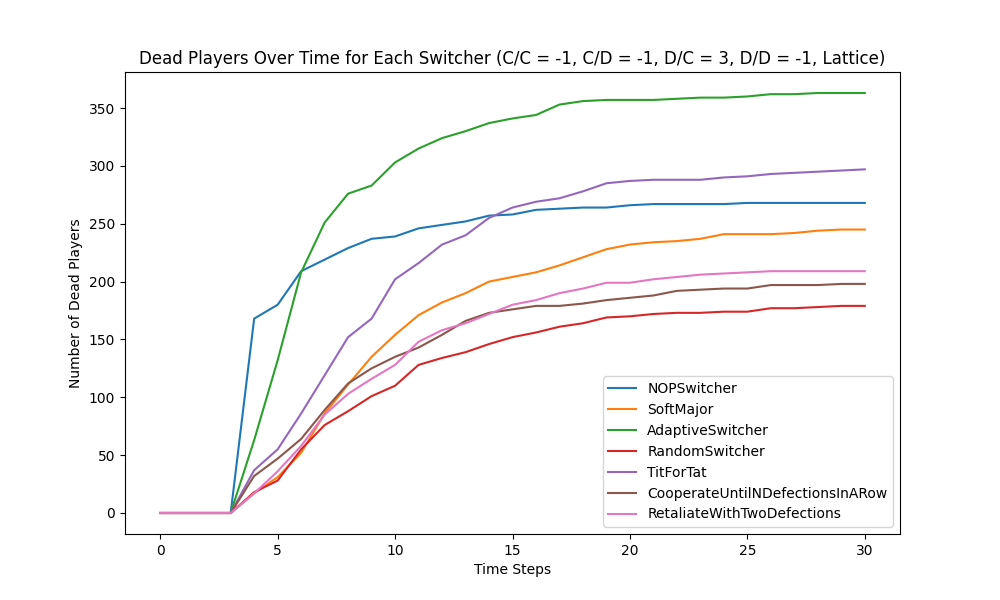 Dead Players Over Time for Each Switcher (C/C = -1, C/D = -1, D/C = 3, D/D = -1, Lattice)
Number of Dead Players
350
300
250
200
150
100
50
0
0 5 10 15 20 25 30
Time Steps
NOPSwitcher
SoftMajor
AdaptiveSwitcher
RandomSwitcher
TitForTat
CooperateUntilNDefectionsInARow
RetaliateWithTwoDefections